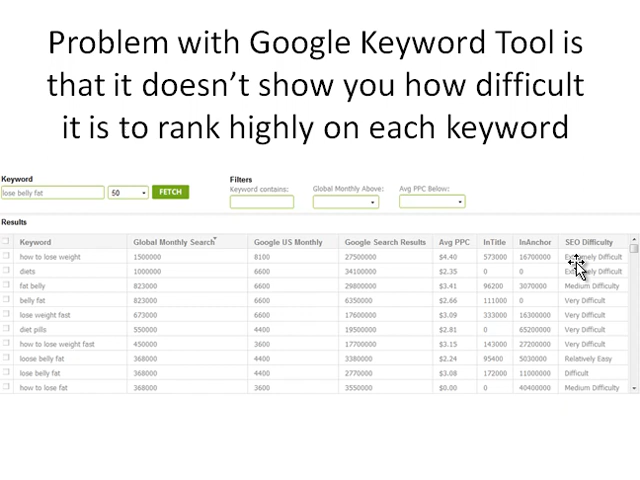 Problem with Google Keyword Tool is
that it doesn't show you how difficult
it is to rank highly on each keyword
Keyword
lose belly fat 50 FETCH
Filters
Keyword contains: Global Monthly Above: Avg PPC Below:
Results
Keyword Global Monthly Search Google US Monthly Google Search Results Avg PPC InTitle InAnchor SEO Difficulty
how to lose weight 1500000 8100 27500000 $4.40 573000 16700000 Extremely Difficult
diets 1000000 6600 34100000 $2.35 0 0 Extremely Difficult
fat belly 823000 6600 29800000 $3.41 96200 3070000 Medium Difficulty
belly fat 823000 6600 6350000 $2.66 111000 0 Very Difficult
lose weight fast 673000 6600 17600000 $3.09 333000 16300000 Very Difficult
diet pills 550000 4400 19500000 $2.81 0 65200000 Very Difficult
how to lose weight fast 450000 3600 17700000 $3.15 143000 27200000 Very Difficult
loose belly fat 368000 4400 3380000 $2.24 95400 5030000 Relatively Easy
lose belly fat 368000 4400 2770000 $3.08 172000 11000000 Difficult
how to lose fat 368000 3600 3550000 $0.00 0 40400000 Medium Difficulty